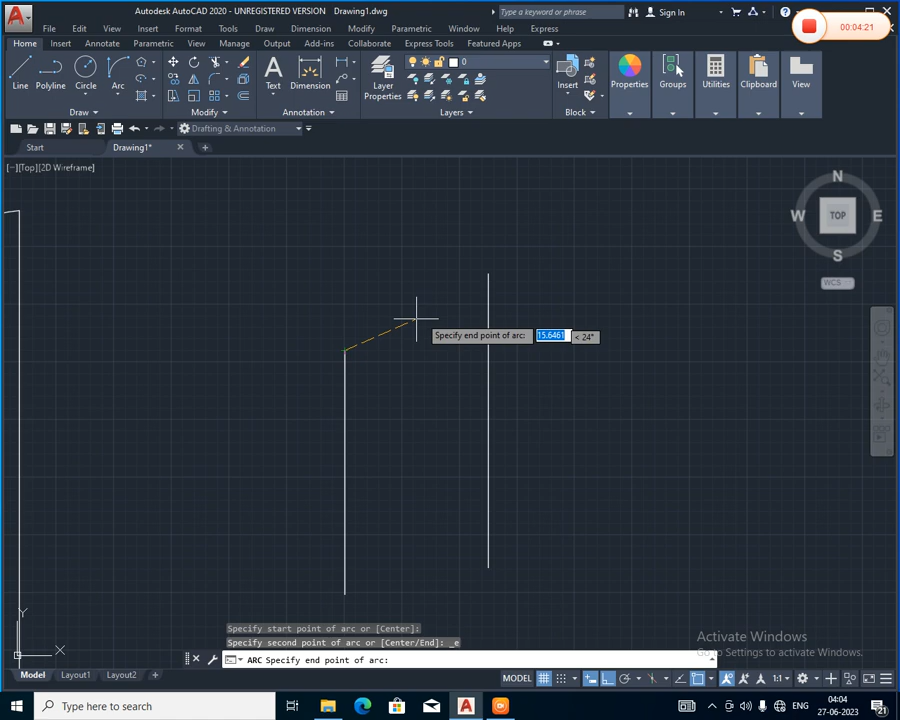 Autodesk AutoCAD 2020 - UNREGISTERED VERSION Drawing1.dwg
Type a keyword or phrase
Sign In
00:04:21
File Edit View Insert Format Tools Draw Dimension Modify Parametric Window Help Express
Home Insert Annotate Parametric View Manage Output Add-ins Collaborate Express Tools Featured Apps
0
Line Polyline Circle Arc
Text Dimension
Layer
Properties
Insert
Properties Groups Utilities Clipboard View
Draw Modify Annotation Layers Block
Drafting & Annotation
Start Drawing1*
[−][Top][2D Wireframe]
N
W TOP E
S
WCS
Specify end point of arc: 15.6461 < 24°
Y
X
Specify start point of arc or [Center]:
Specify second point of arc or [Center/End]: _e
ARC Specify end point of arc:
Activate Windows
Go to Settings to activate Windows.
Model Layout1 Layout2
MODEL 1:1
Type here to search
ENG
04:04
27-06-2023
21